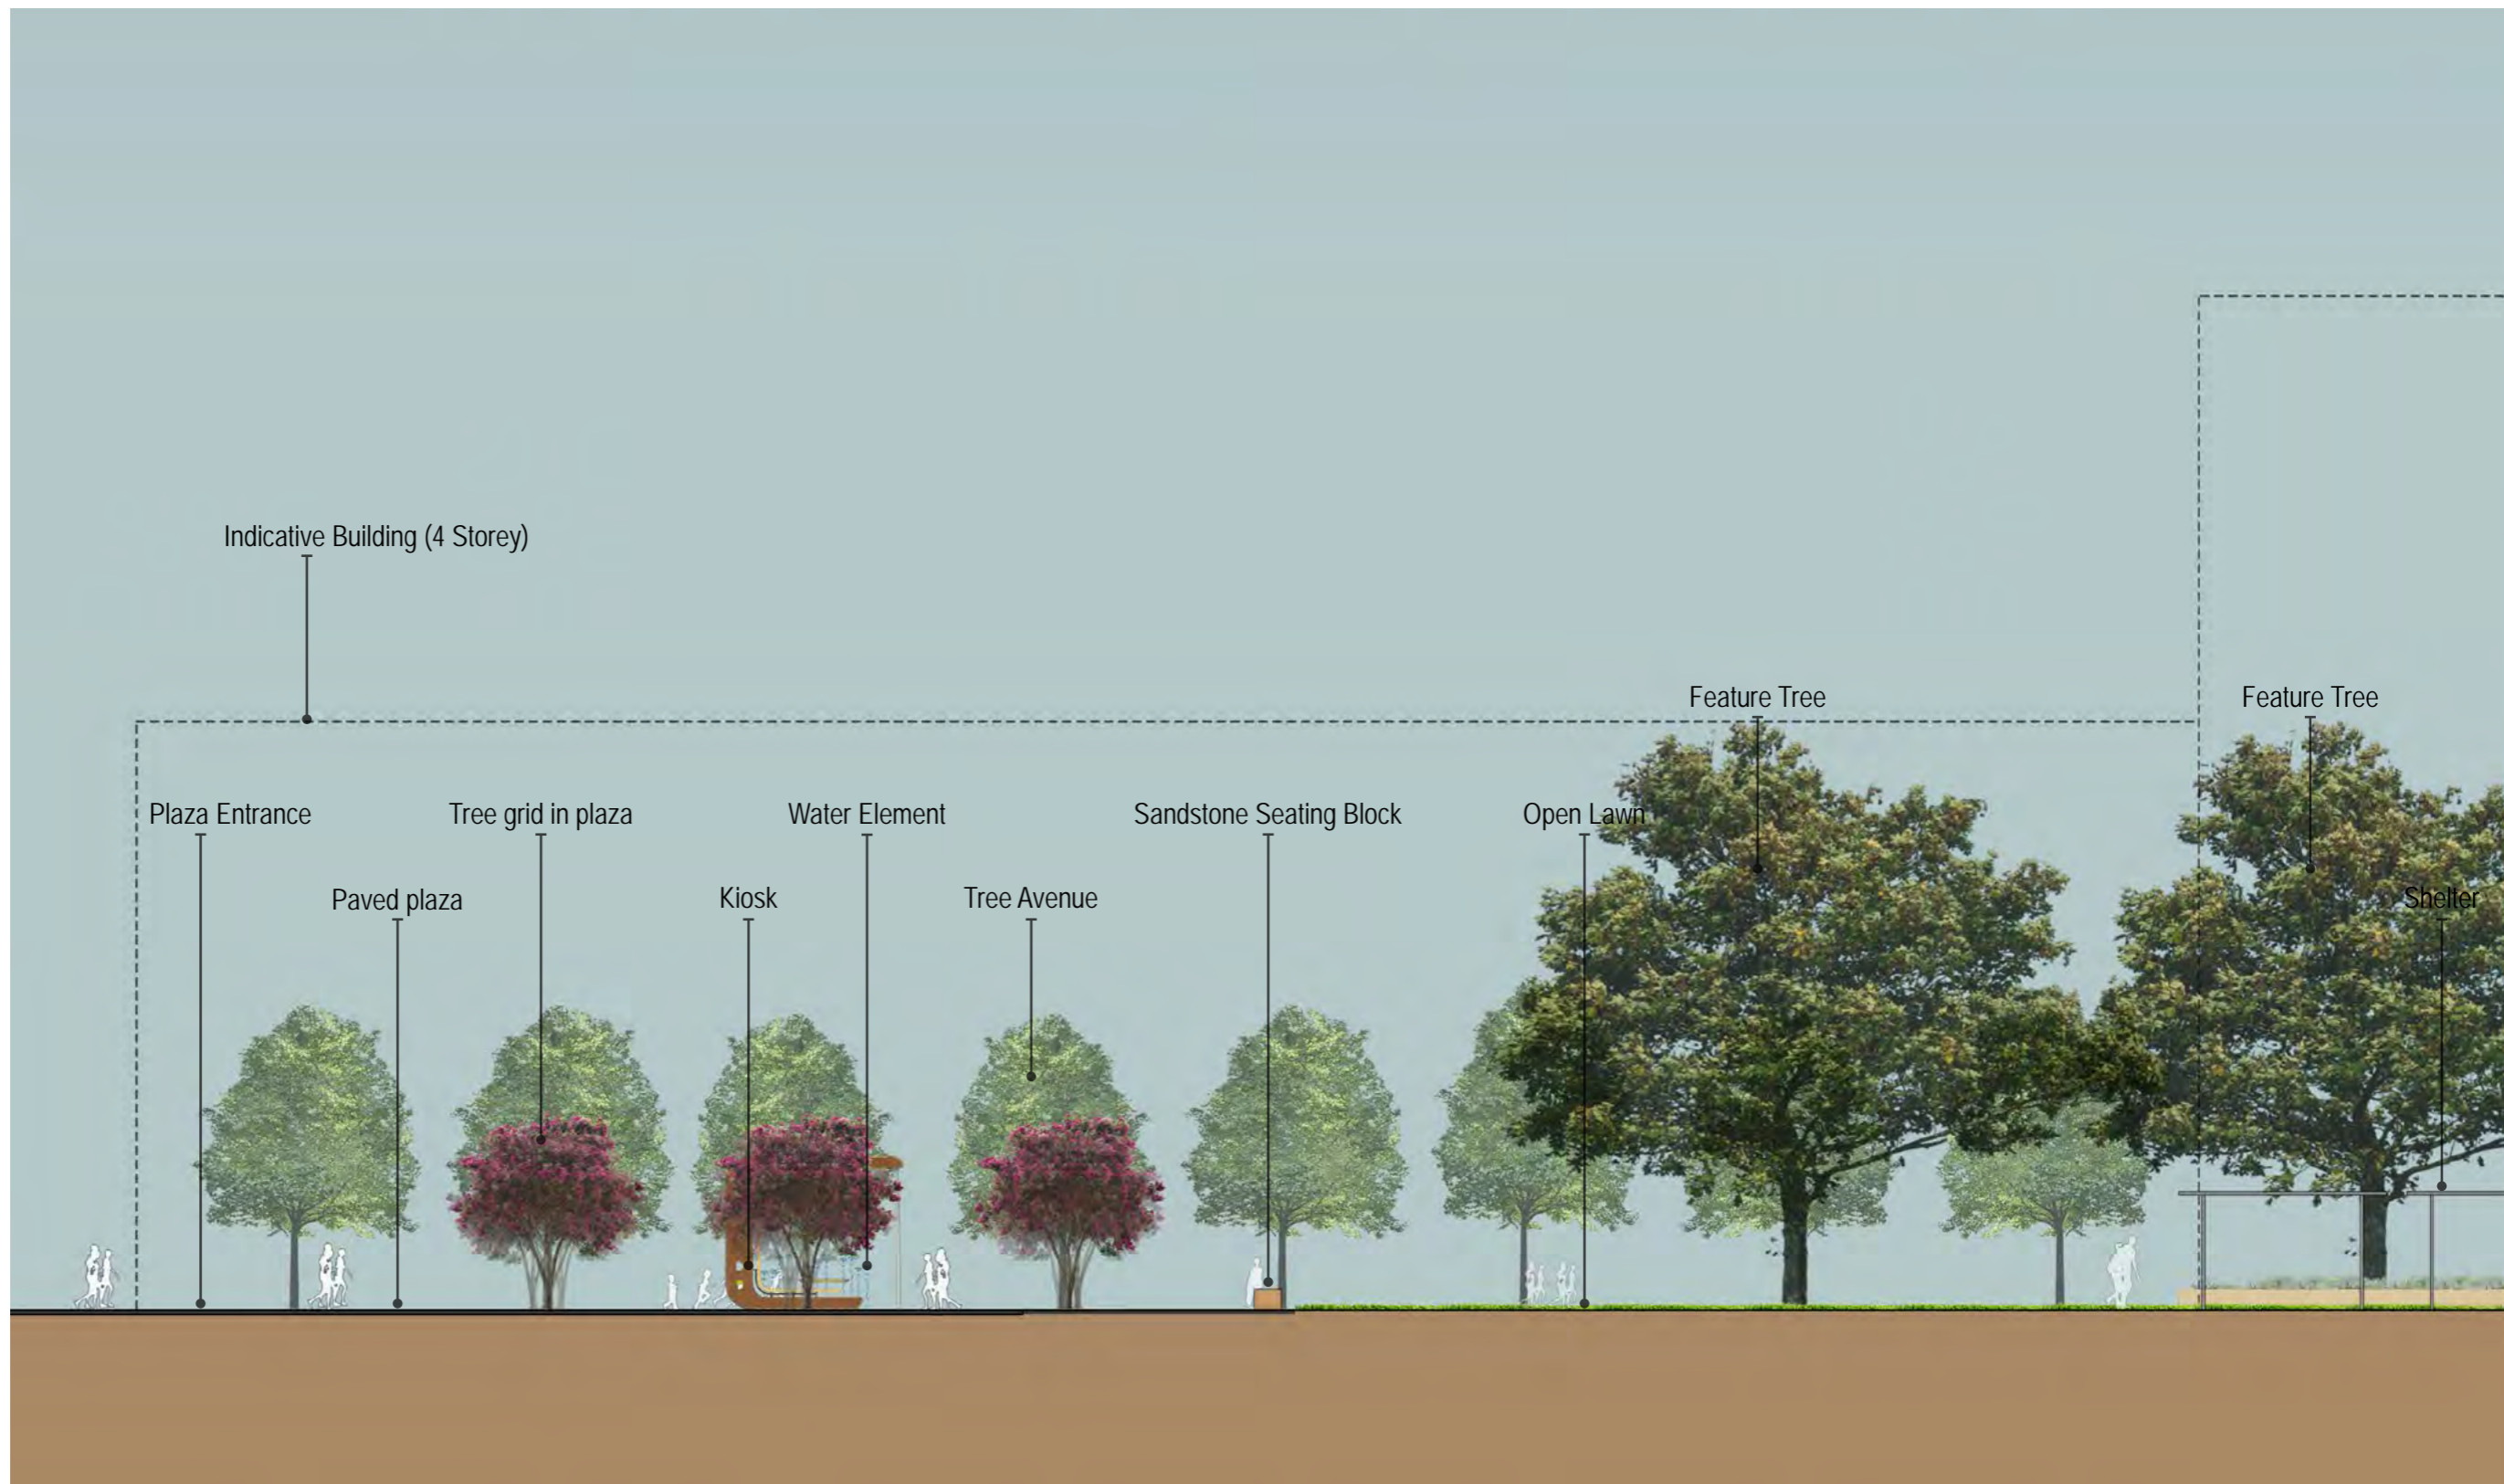 Indicative Building (4 Storey)
Feature Tree
Feature Tree
Plaza Entrance
Tree grid in plaza
Water Element
Sandstone Seating Block
Open Lawn
Paved plaza
Kiosk
Tree Avenue
Shelter